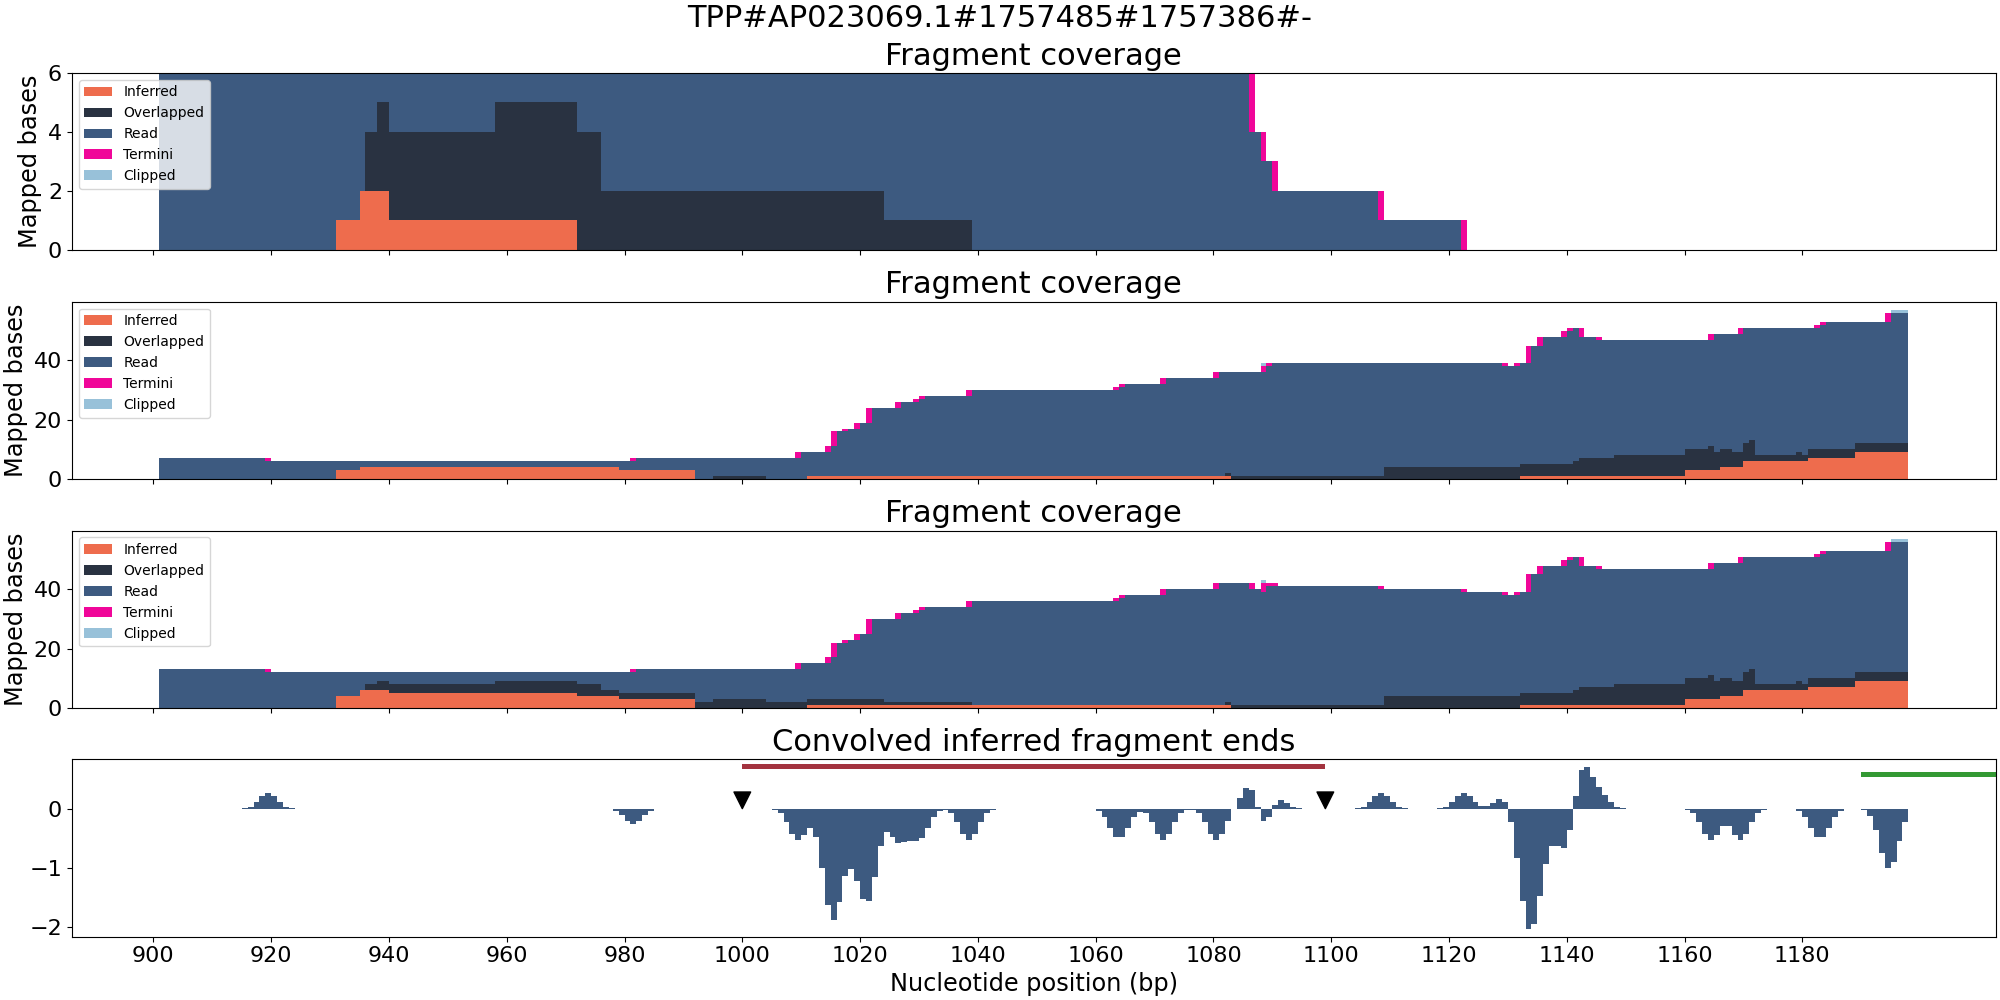 TPP#AP023069.1#1757485#1757386#-
Fragment coverage
Mapped bases
6
4
2
0
Inferred
Overlapped
Read
Termini
Clipped
Fragment coverage
Mapped bases
40
20
0
Inferred
Overlapped
Read
Termini
Clipped
Fragment coverage
Mapped bases
40
20
0
Inferred
Overlapped
Read
Termini
Clipped
Convolved inferred fragment ends
0
−1
−2
900 920 940 960 980 1000 1020 1040 1060 1080 1100 1120 1140 1160 1180
Nucleotide position (bp)